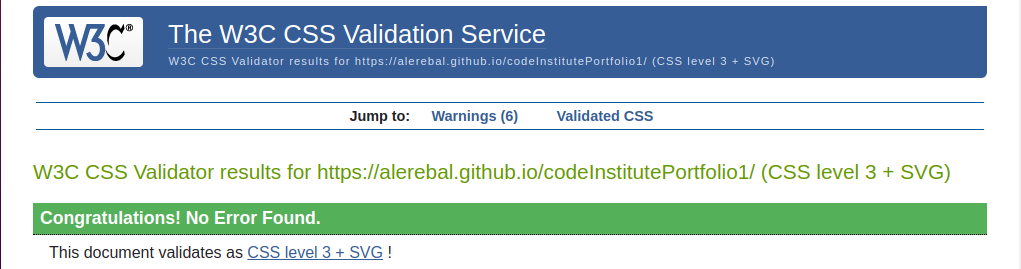 W3C® The W3C CSS Validation Service
W3C CSS Validator results for https://alerebal.github.io/codeInstitutePortfolio1/ (CSS level 3 + SVG)
Jump to: Warnings (6) Validated CSS
W3C CSS Validator results for https://alerebal.github.io/codeInstitutePortfolio1/ (CSS level 3 + SVG)
Congratulations! No Error Found.
This document validates as CSS level 3 + SVG !